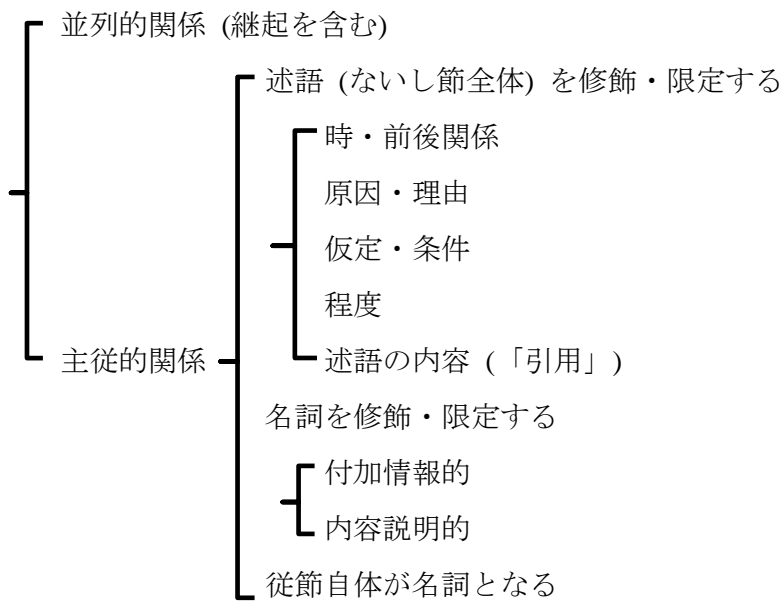 並列的関係 (継起を含む)
述語 (ないし節全体) を修飾・限定する
時・前後関係
原因・理由
仮定・条件
程度
主従的関係
述語の内容 (「引用」)
名詞を修飾・限定する
付加情報的
内容説明的
従節自体が名詞となる